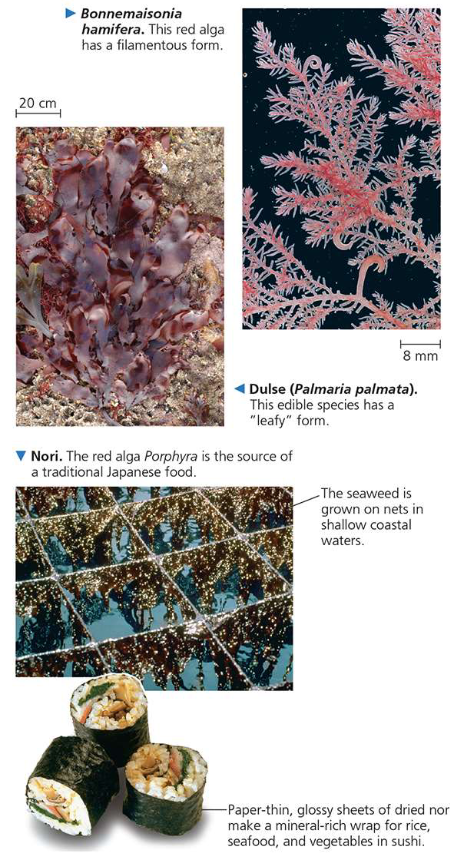 ▶ Bonnemaisonia
hamifera. This red alga
has a filamentous form.
20 cm
8 mm
◀ Dulse (Palmaria palmata).
This edible species has a
"leafy" form.
▼ Nori. The red alga Porphyra is the source of
a traditional Japanese food.
The seaweed is
grown on nets in
shallow coastal
waters.
Paper-thin, glossy sheets of dried nor
make a mineral-rich wrap for rice,
seafood, and vegetables in sushi.